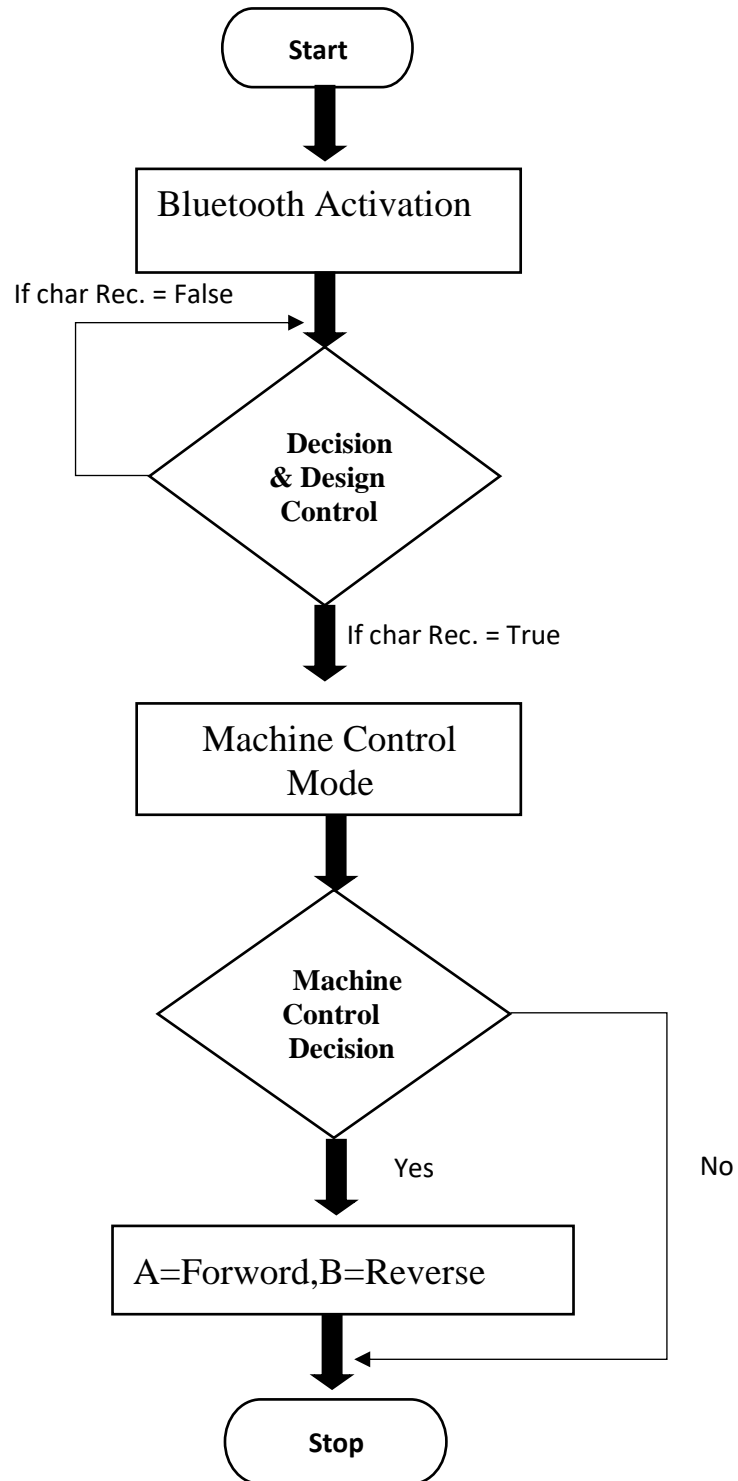 Start
Bluetooth Activation
If char Rec. = False
Decision
& Design
Control
If char Rec. = True
Machine Control
Mode
Machine
Control
Decision
Yes
No
A=Forword,B=Reverse
Stop